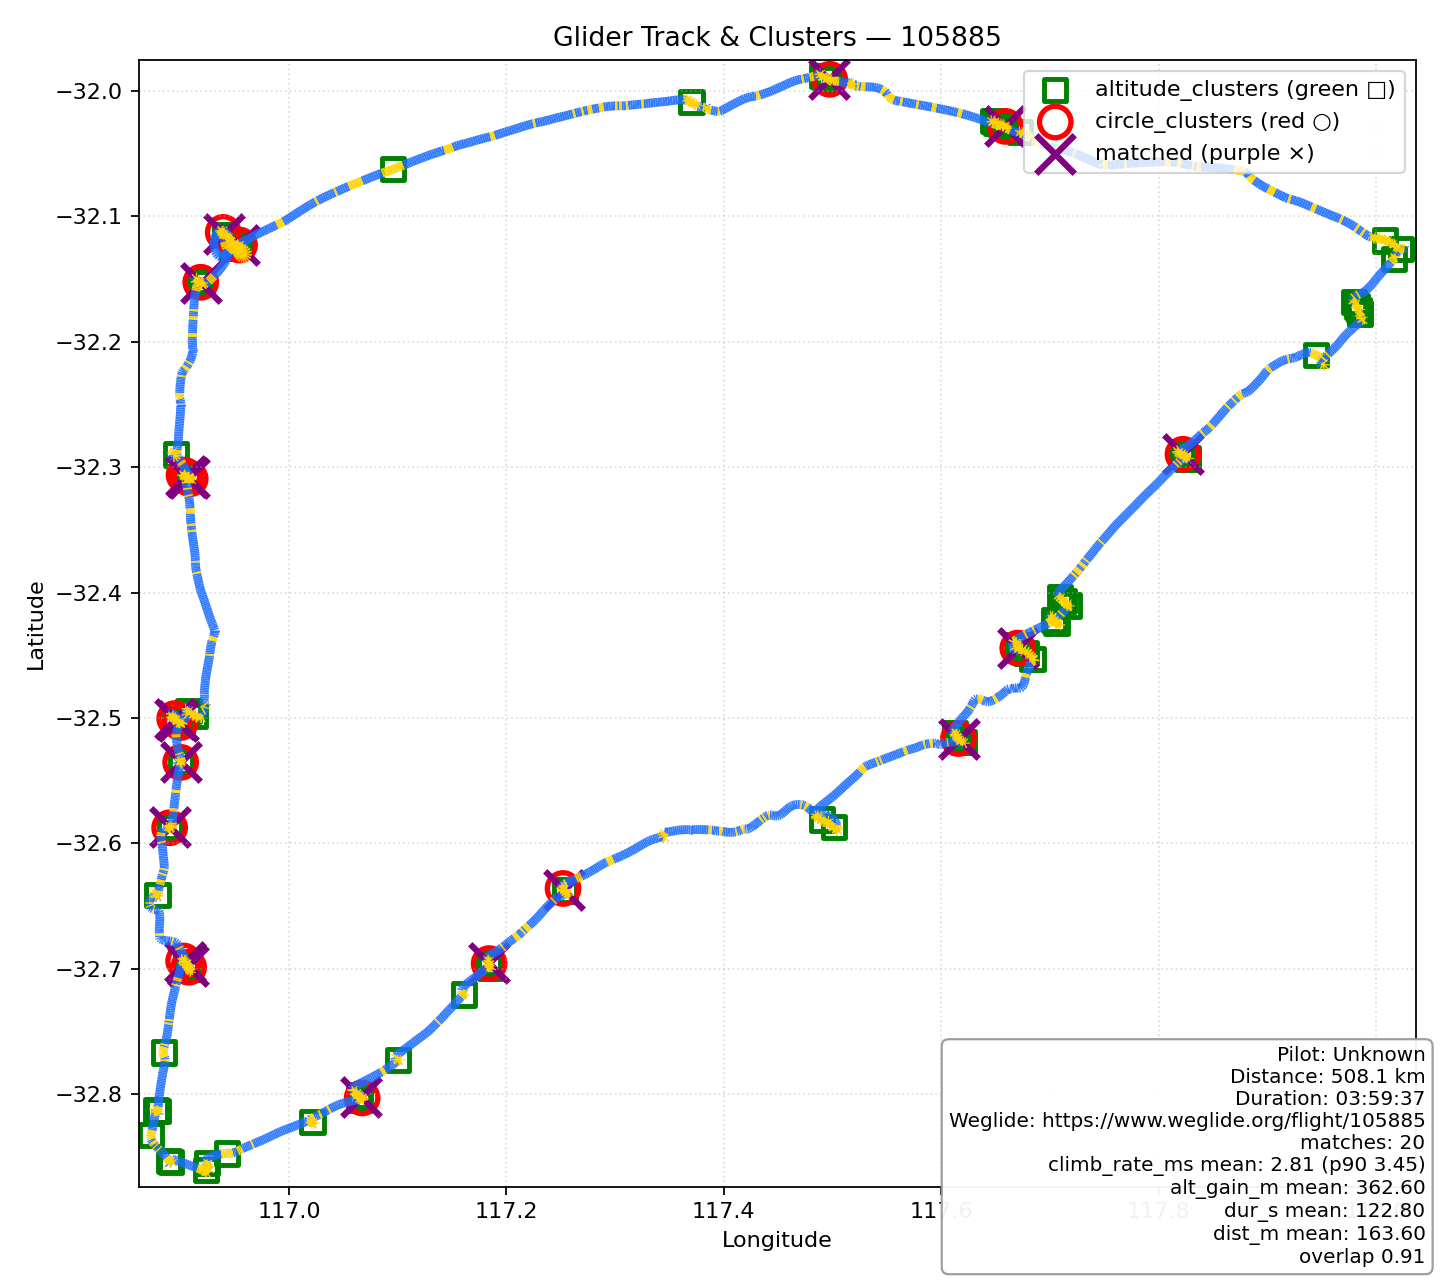 Glider Track & Clusters — 105885
altitude_clusters (green □)
circle_clusters (red ○)
matched (purple ×)
Latitude
−32.0
−32.1
−32.2
−32.3
−32.4
−32.5
−32.6
−32.7
−32.8
117.0
117.2
117.4
117.6
117.8
Longitude
Pilot: Unknown
Distance: 508.1 km
Duration: 03:59:37
Weglide: https://www.weglide.org/flight/105885
matches: 20
climb_rate_ms mean: 2.81 (p90 3.45)
alt_gain_m mean: 362.60
dur_s mean: 122.80
dist_m mean: 163.60
overlap 0.91